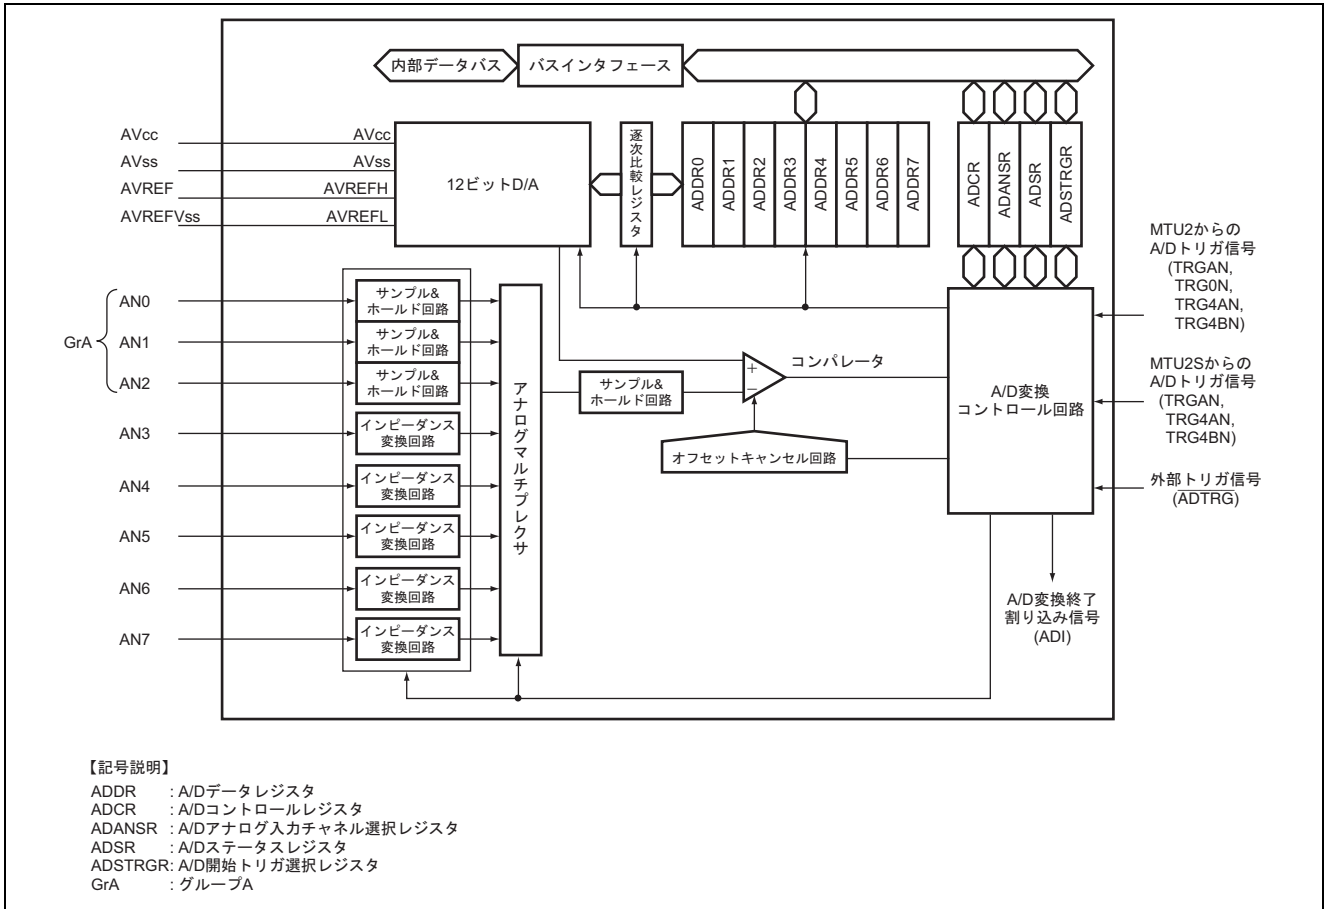 内部データバス
バスインタフェース
AVcc
AVss
AVREF
AVREFVss
AVcc
AVss
AVREFH
AVREFL
12ビットD/A
逐次比較レジスタ
ADDR0
ADDR1
ADDR2
ADDR3
ADDR4
ADDR5
ADDR6
ADDR7
ADCR
ADANSR
ADSR
ADSTRGR
MTU2からの
A/Dトリガ信号
(TRGAN,
TRG0N,
TRG4AN,
TRG4BN)
MTU2Sからの
A/Dトリガ信号
(TRGAN,
TRG4AN,
TRG4BN)
外部トリガ信号
(ADTRG)
GrA
AN0
AN1
AN2
AN3
AN4
AN5
AN6
AN7
サンプル&
ホールド回路
サンプル&
ホールド回路
サンプル&
ホールド回路
インピーダンス
変換回路
インピーダンス
変換回路
インピーダンス
変換回路
インピーダンス
変換回路
インピーダンス
変換回路
アナログマルチプレクサ
サンプル&
ホールド回路
+
−
コンパレータ
オフセットキャンセル回路
A/D変換
コントロール回路
A/D変換終了
割り込み信号
(ADI)
【記号説明】
ADDR : A/Dデータレジスタ
ADCR : A/Dコントロールレジスタ
ADANSR : A/Dアナログ入力チャネル選択レジスタ
ADSR : A/Dステータスレジスタ
ADSTRGR: A/D開始トリガ選択レジスタ
GrA : グループA